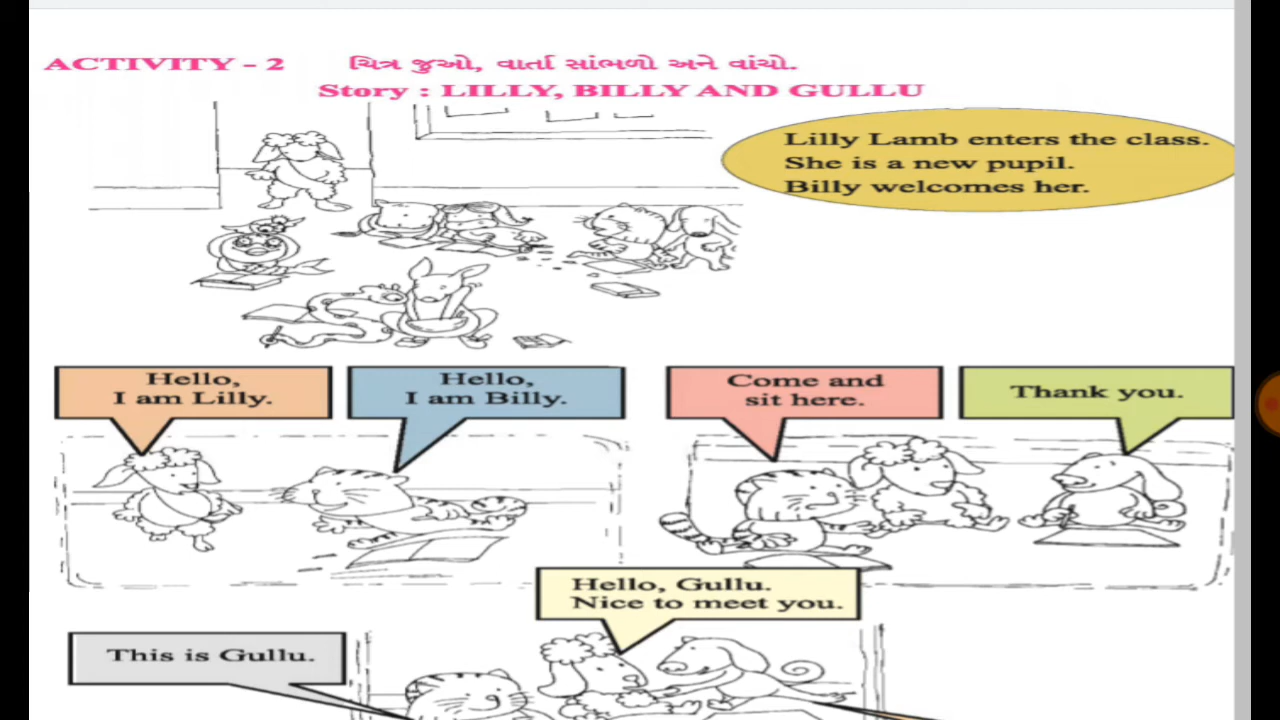 ACTIVITY - 2 ચિત્ર જુઓ, વાર્તા સાંભળો અને વાંચો.
Story : LILLY, BILLY AND GULLU
Lilly Lamb enters the class.
She is a new pupil.
Billy welcomes her.
Hello,
I am Lilly.
Hello,
I am Billy.
Come and
sit here.
Thank you.
Hello, Gullu.
Nice to meet you.
This is Gullu.